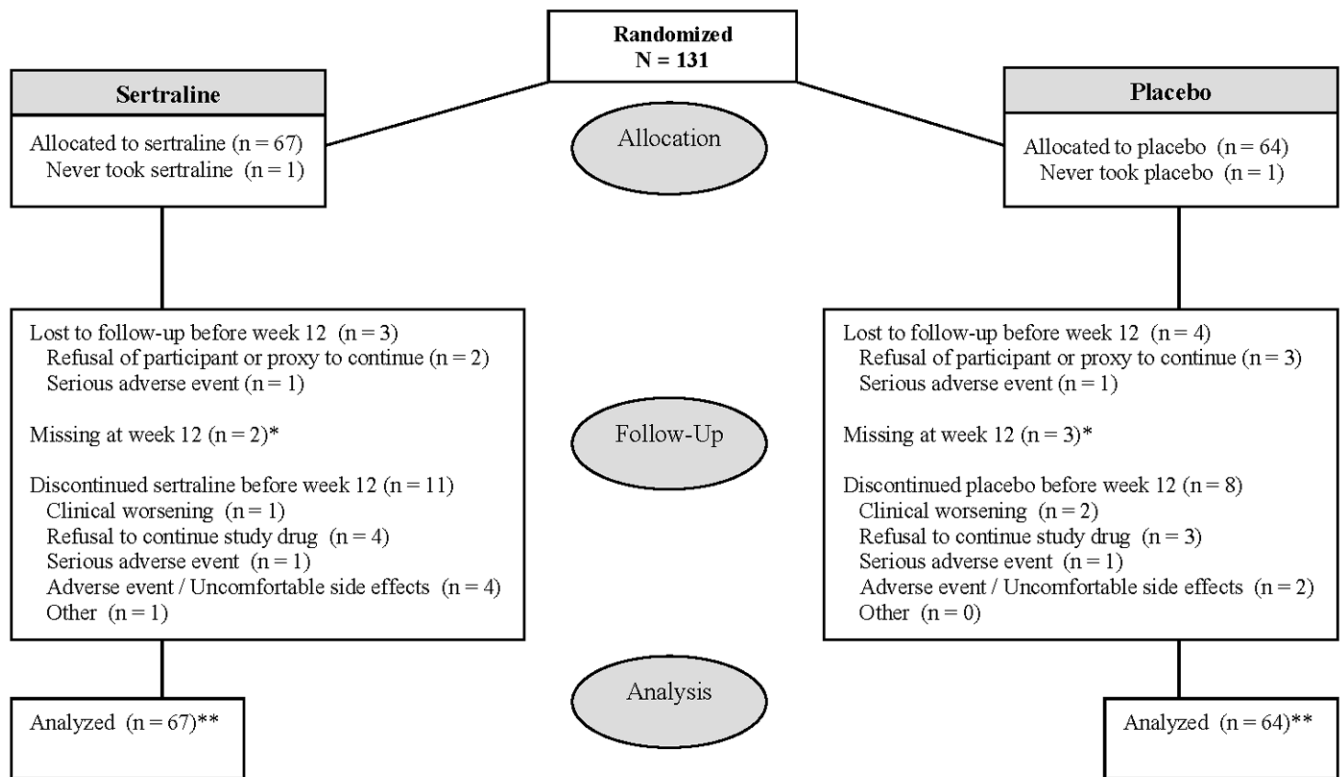 Randomized
N = 131
Sertraline
Allocated to sertraline (n = 67)
Never took sertraline (n = 1)
Allocation
Placebo
Allocated to placebo (n = 64)
Never took placebo (n = 1)
Lost to follow-up before week 12 (n = 3)
Refusal of participant or proxy to continue (n = 2)
Serious adverse event (n = 1)
Missing at week 12 (n = 2)*
Discontinued sertraline before week 12 (n = 11)
Clinical worsening (n = 1)
Refusal to continue study drug (n = 4)
Serious adverse event (n = 1)
Adverse event / Uncomfortable side effects (n = 4)
Other (n = 1)
Follow-Up
Lost to follow-up before week 12 (n = 4)
Refusal of participant or proxy to continue (n = 3)
Serious adverse event (n = 1)
Missing at week 12 (n = 3)*
Discontinued placebo before week 12 (n = 8)
Clinical worsening (n = 2)
Refusal to continue study drug (n = 3)
Serious adverse event (n = 1)
Adverse event / Uncomfortable side effects (n = 2)
Other (n = 0)
Analyzed (n = 67)**
Analysis
Analyzed (n = 64)**